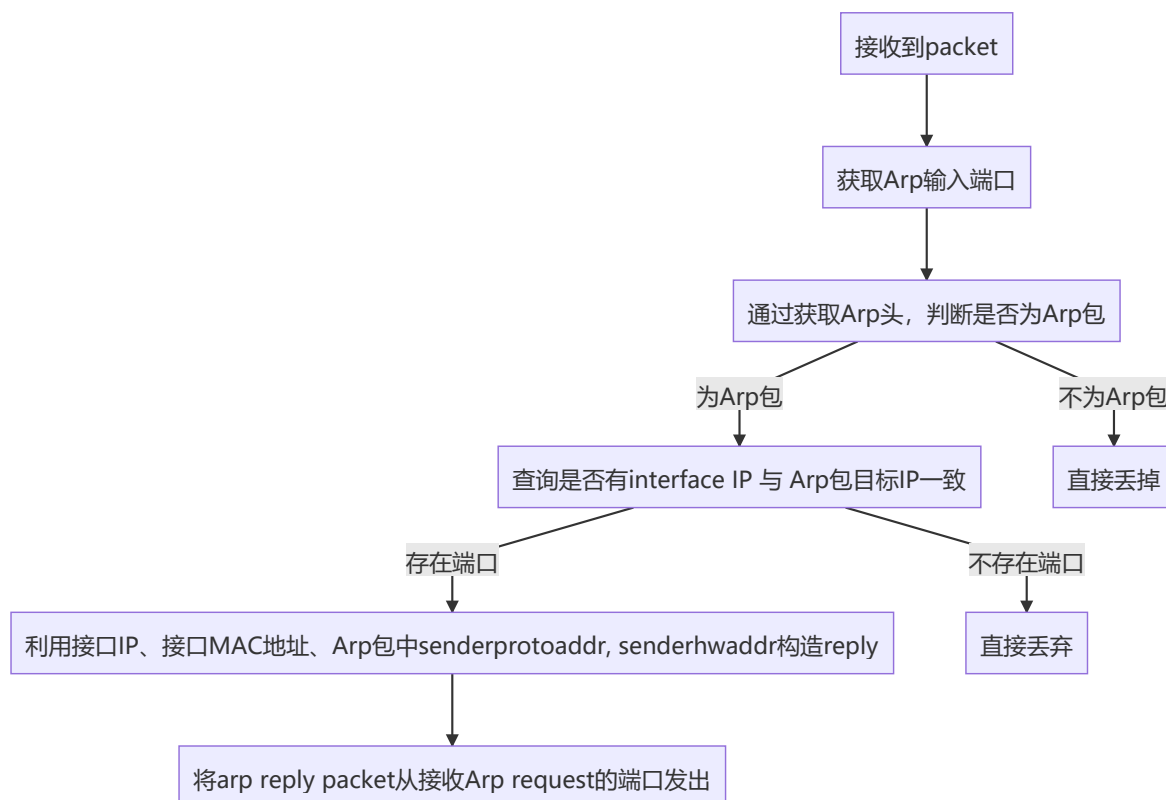 接收到packet
获取Arp输入端口
通过获取Arp头，判断是否为Arp包
为Arp包
不为Arp包
查询是否有interface IP 与 Arp包目标IP一致
直接丢掉
存在端口
不存在端口
利用接口IP、接口MAC地址、Arp包中senderprotoaddr, senderhwaddr构造reply
直接丢弃
将arp reply packet从接收Arp request的端口发出